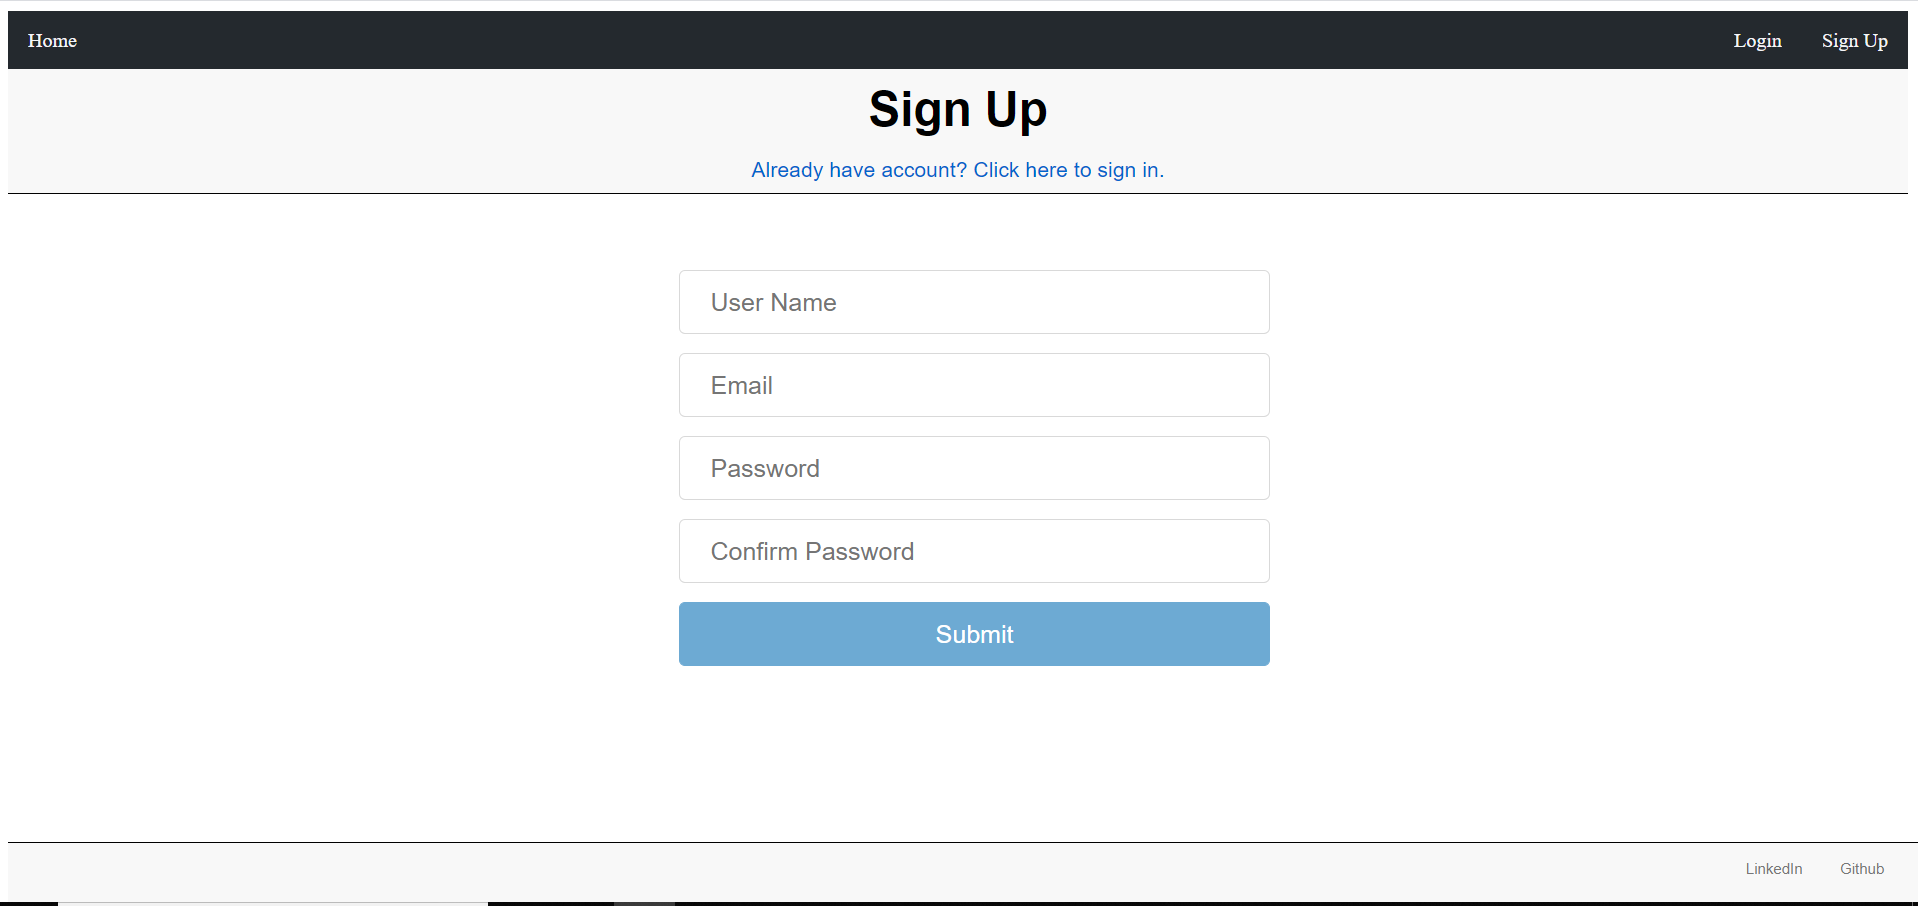 Home Login Sign Up
Sign Up
Already have account? Click here to sign in.
User Name
Email
Password
Confirm Password
Submit
LinkedIn Github